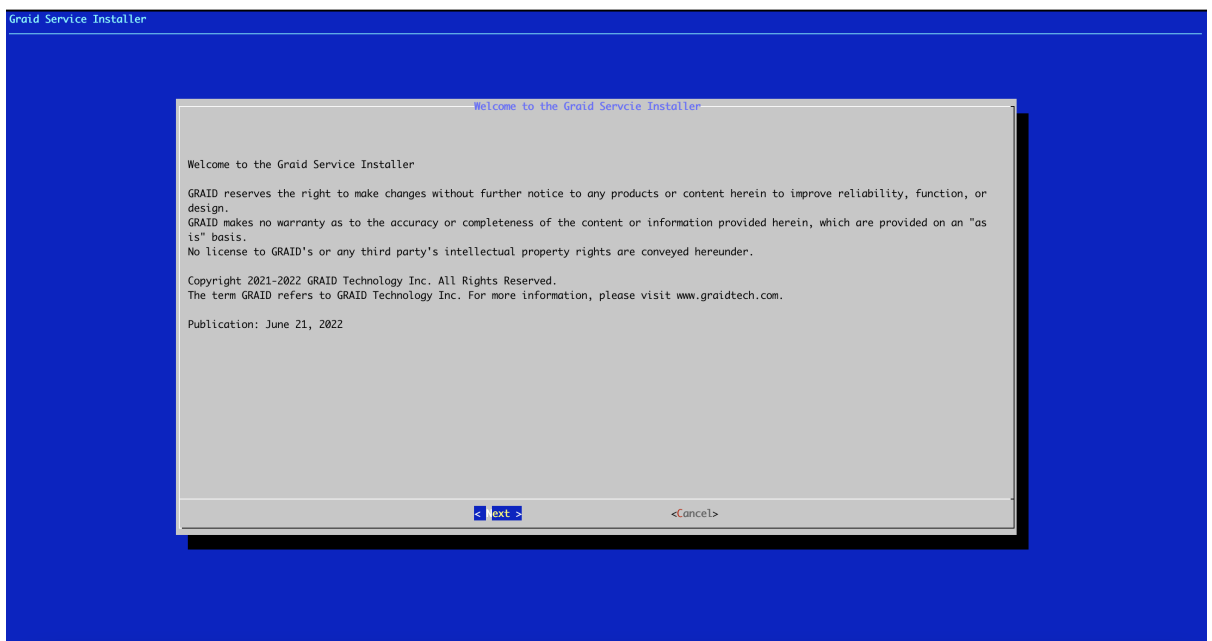 Graid Service Installer
Welcome to the Graid Servcie Installer
Welcome to the Graid Service Installer
GRAID reserves the right to make changes without further notice to any products or content herein to improve reliability, function, or
design.
GRAID makes no warranty as to the accuracy or completeness of the content or information provided herein, which are provided on an "as
is" basis.
No license to GRAID's or any third party's intellectual property rights are conveyed hereunder.
Copyright 2021-2022 GRAID Technology Inc. All Rights Reserved.
The term GRAID refers to GRAID Technology Inc. For more information, please visit www.graidtech.com.
Publication: June 21, 2022
< Next > <Cancel>